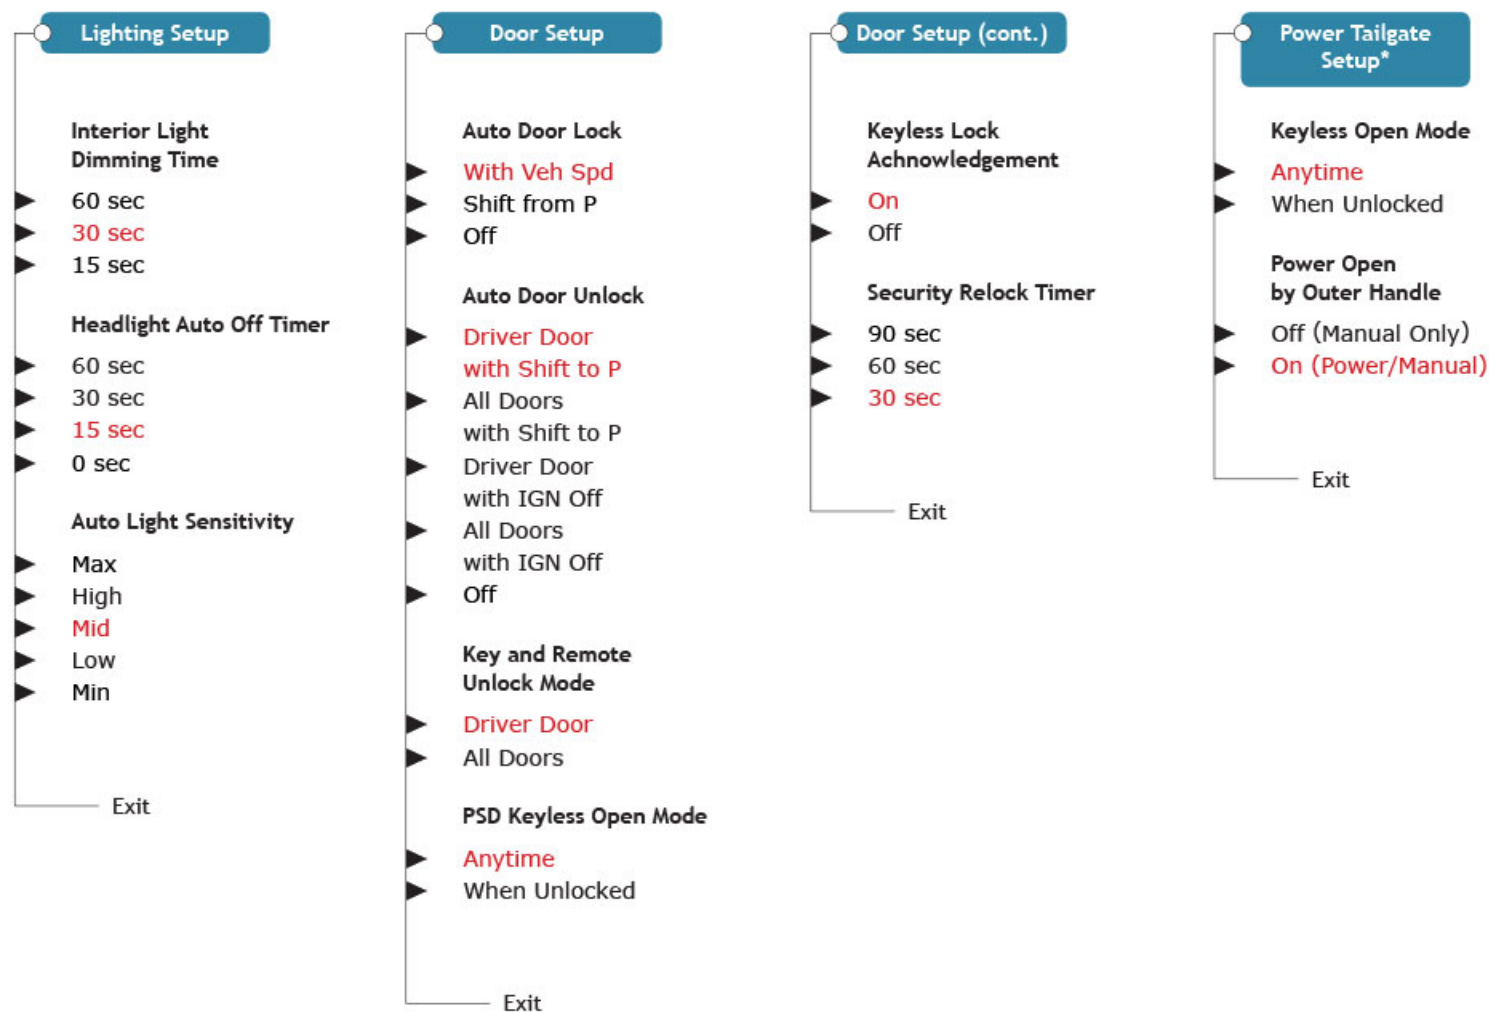 Lighting Setup
Interior Light
Dimming Time
60 sec
30 sec
15 sec
Headlight Auto Off Timer
60 sec
30 sec
15 sec
0 sec
Auto Light Sensitivity
Max
High
Mid
Low
Min
Exit
Door Setup
Auto Door Lock
With Veh Spd
Shift from P
Off
Auto Door Unlock
Driver Door
with Shift to P
All Doors
with Shift to P
Driver Door
with IGN Off
All Doors
with IGN Off
Off
Key and Remote
Unlock Mode
Driver Door
All Doors
PSD Keyless Open Mode
Anytime
When Unlocked
Exit
Door Setup (cont.)
Keyless Lock
Achnowledgement
On
Off
Security Relock Timer
90 sec
60 sec
30 sec
Exit
Power Tailgate
Setup*
Keyless Open Mode
Anytime
When Unlocked
Power Open
by Outer Handle
Off (Manual Only)
On (Power/Manual)
Exit